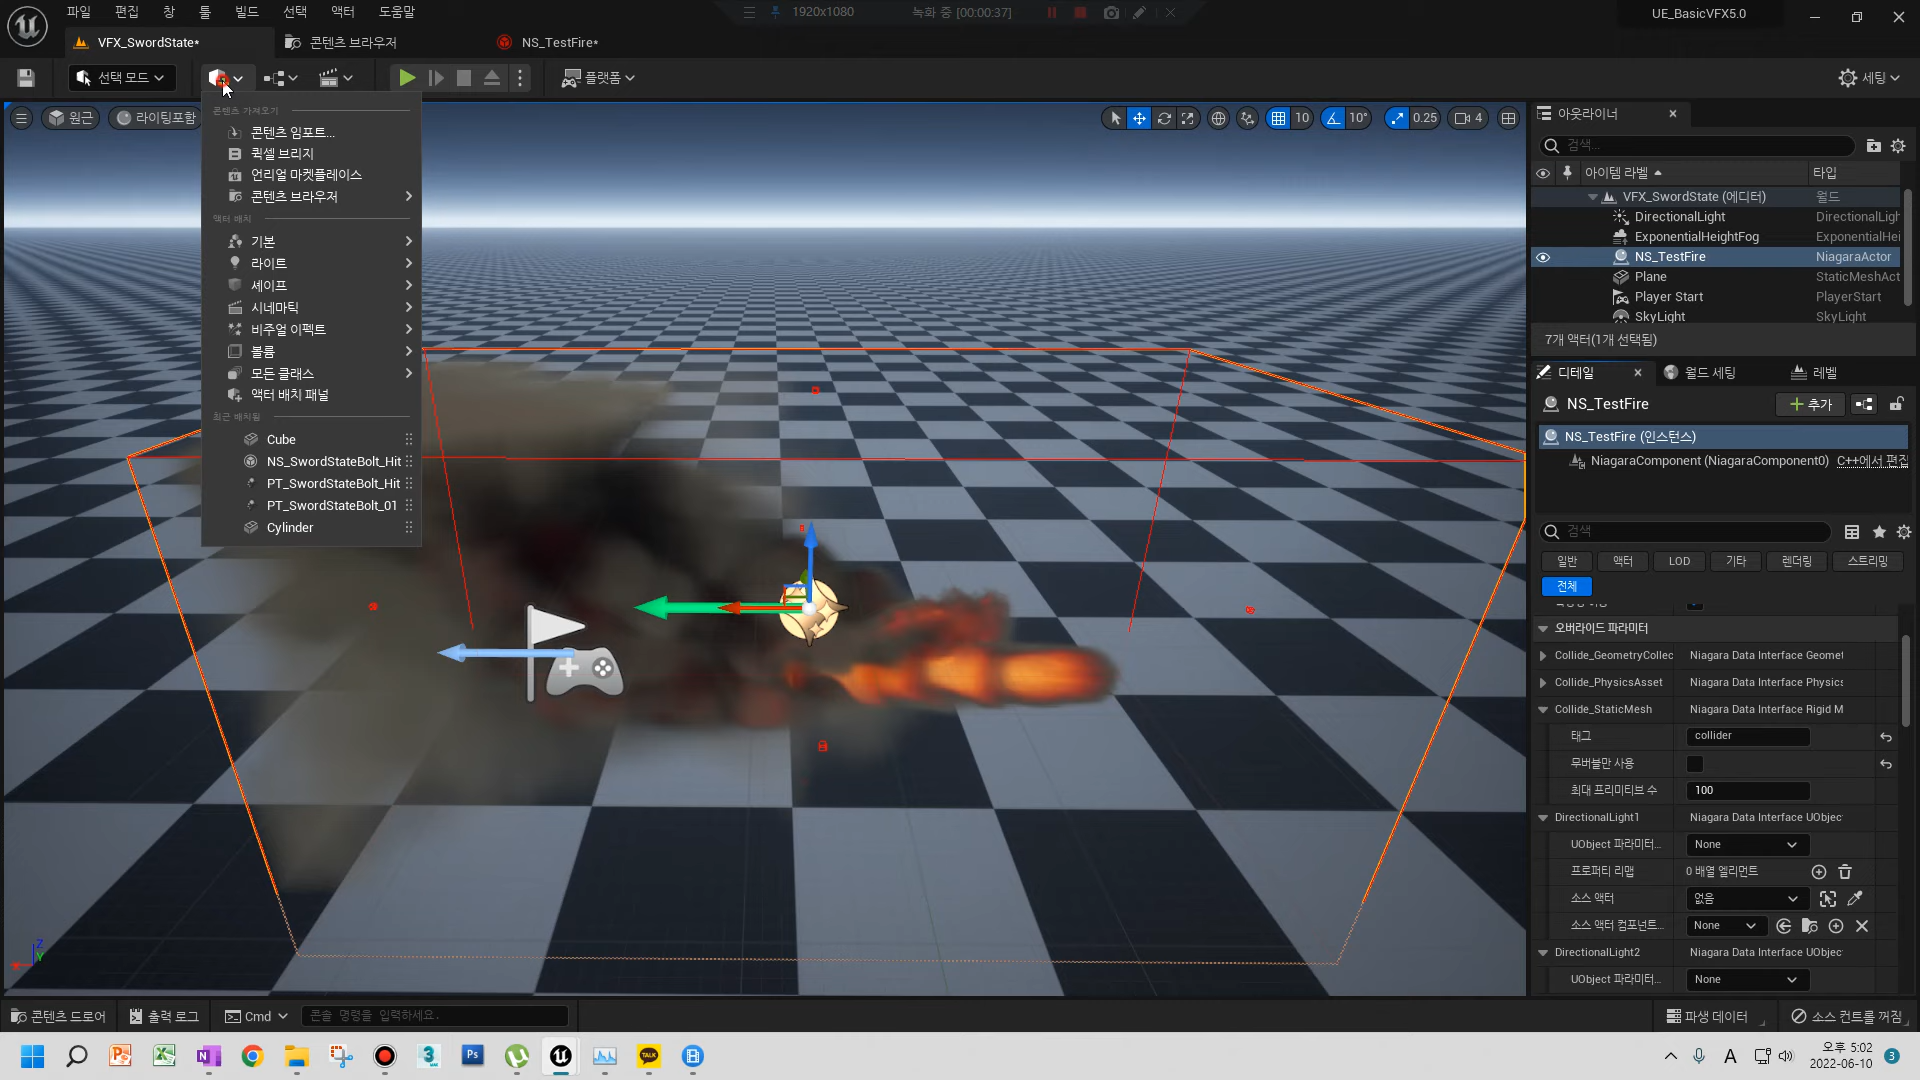 파일 편집 창 툴 빌드 선택 액터 도움말
1920x1080 녹화 중 [00:00:37]
UE_BasicVFX5.0
VFX_SwordState* 콘텐츠 브라우저 NS_TestFire*
선택 모드 플랫폼 세팅
원근 라이팅포함
10 10° 0.25 4
콘텐츠 가져오기
콘텐츠 임포트...
퀵셀 브리지
언리얼 마켓플레이스
콘텐츠 브라우저
액터 배치
기본
라이트
셰이프
시네마틱
비주얼 이펙트
볼륨
모든 클래스
액터 배치 패널
최근 배치됨
Cube
NS_SwordStateBolt_Hit
PT_SwordStateBolt_Hit
PT_SwordStateBolt_01
Cylinder
Z
Y
아웃라이너
검색...
아이템 라벨 타입
VFX_SwordState (에디터) 월드
DirectionalLight DirectionalLigh
ExponentialHeightFog ExponentialHei
NS_TestFire NiagaraActor
Plane StaticMeshAct
Player Start PlayerStart
SkyLight SkyLight
7개 액터(1개 선택됨)
디테일 월드 세팅 레벨
NS_TestFire 추가
NS_TestFire (인스턴스)
NiagaraComponent (NiagaraComponent0) C++에서 편집
검색
일반 액터 LOD 기타 렌더링 스트리밍
전체
오버라이드 파라미터
Collide_GeometryCollec Niagara Data Interface Geomet
Collide_PhysicsAsset Niagara Data Interface Physics
Collide_StaticMesh Niagara Data Interface Rigid M
태그 collider
무버블만 사용
최대 프리미티브 수 100
DirectionalLight1 Niagara Data Interface UObjec
UObject 파라미터... None
프로퍼티 리맵 0 배열 엘리먼트
소스 액터 없음
소스 액터 컴포넌트... None
DirectionalLight2 Niagara Data Interface UObjec
UObject 파라미터... None
콘텐츠 드로어 출력 로그 Cmd 콘솔 명령을 입력하세요.
파생 데이터 소스 컨트롤 꺼짐
3 Ps TALK
A 오후 5:02
2022-06-10 3